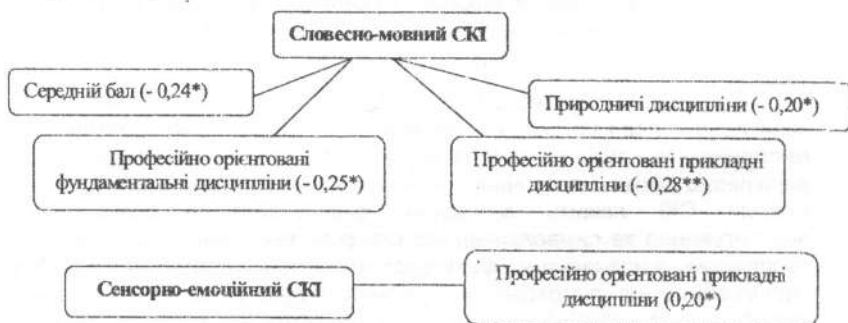 Словесно-мовний СКІ
Середній бал (- 0,24*)
Природничі дисципліни (- 0,20*)
Професійно орієнтовані
фундаментальні дисципліни (- 0,25*)
Професійно орієнтовані прикладні
дисципліни (- 0,28**)
Сенсорно-емоційний СКІ
Професійно орієнтовані прикладні
дисципліни (0,20*)